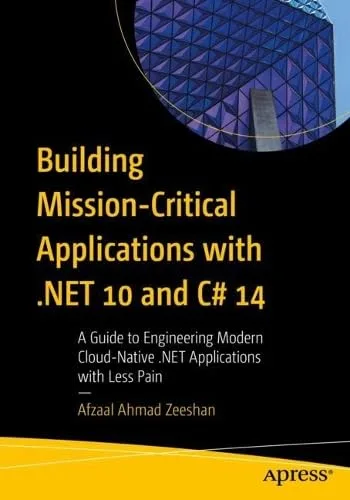 Building
Mission-Critical
Applications with
.NET 10 and C# 14
A Guide to Engineering Modern
Cloud-Native .NET Applications
with Less Pain
—
Afzaal Ahmad Zeeshan
Apress®